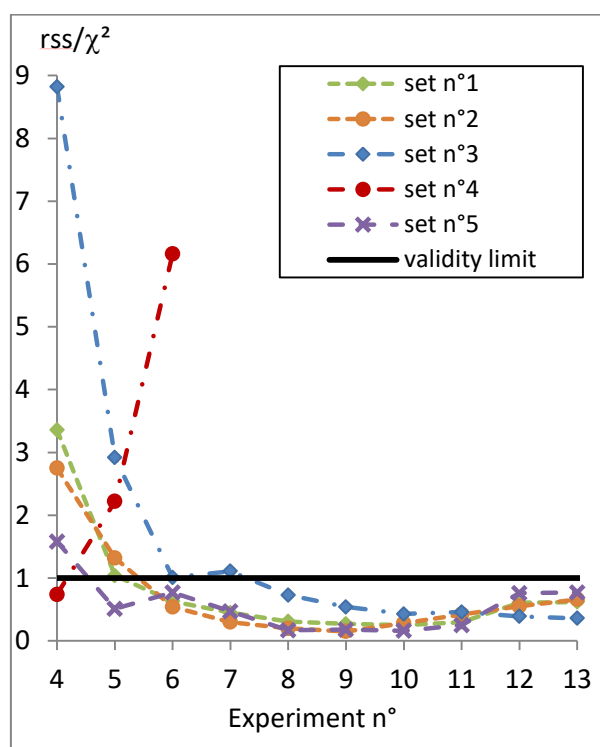 rss/χ²
9
8
7
6
5
4
3
2
1
0
set n°1
set n°2
set n°3
set n°4
set n°5
validity limit
4 5 6 7 8 9 10 11 12 13
Experiment n°